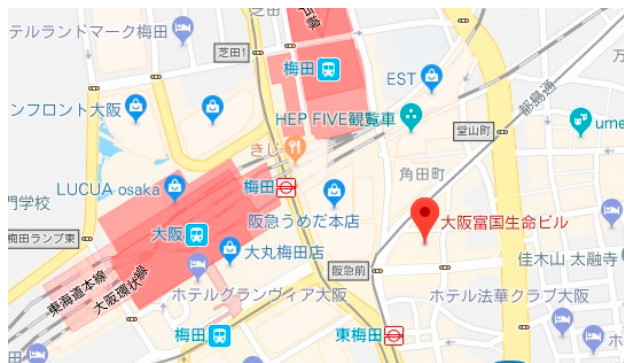 テルランドマーク梅田
芝田
芝田1
梅田
EST
都島通
ンフロント大阪
HEP FIVE観覧車
堂山町
ume
きじ
角田町
LUCUA osaka
門学校
梅田
阪急うめだ本店
大阪富国生命ビル
梅田ランプ東
大阪
大丸梅田店
佳木山 太融寺
東海道本線
大阪環状線
阪急前
ホテルグランヴィア大阪
ホテル法華クラブ大阪
梅田
東梅田